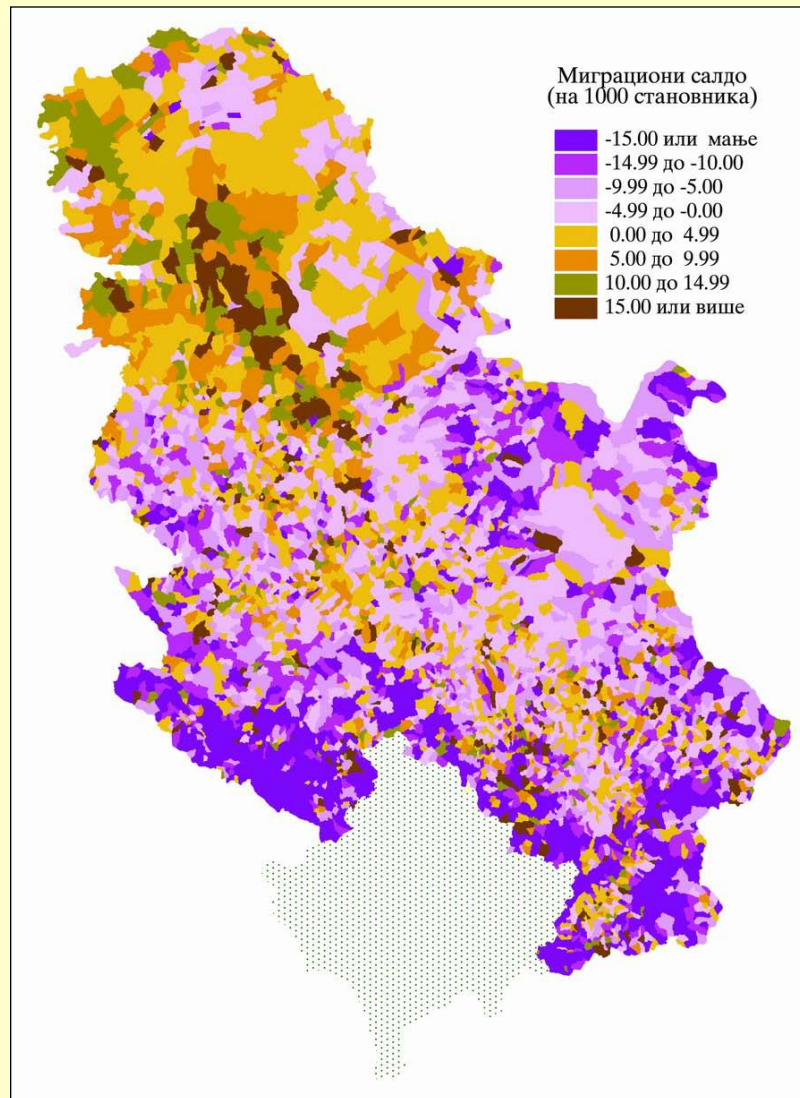 Миграциони салдо
(на 1000 становника)
-15.00 или мање
-14.99 до -10.00
-9.99 до -5.00
-4.99 до -0.00
0.00 до 4.99
5.00 до 9.99
10.00 до 14.99
15.00 или више